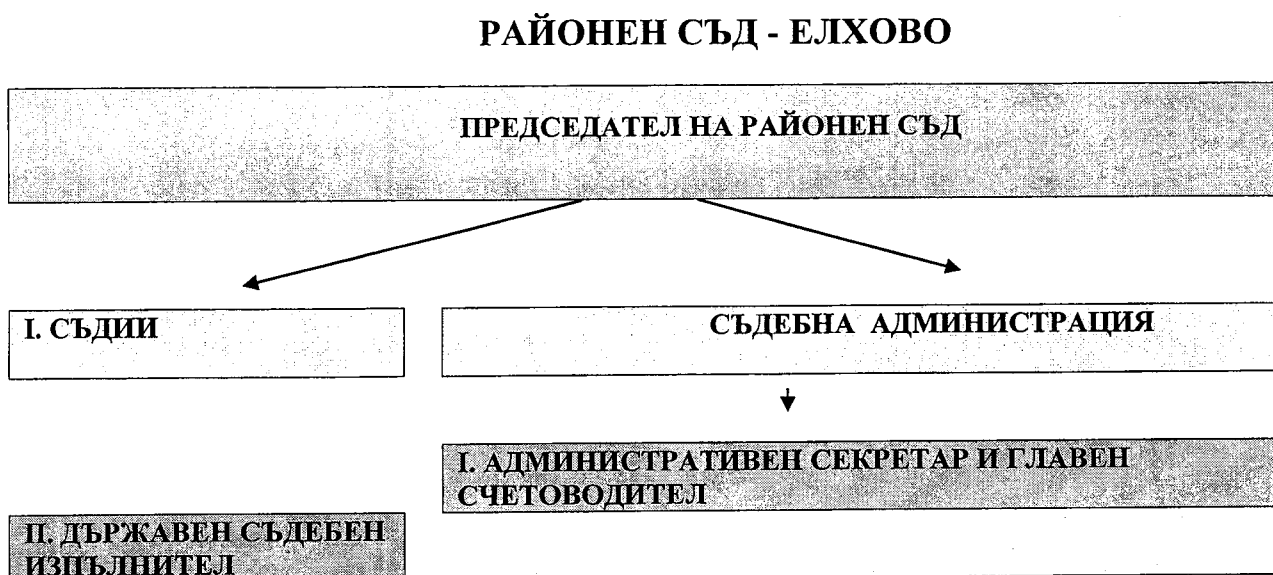 РАЙОНЕН СЪД - ЕЛХОВО
ПРЕДСЕДАТЕЛ НА РАЙОНЕН СЪД
I. СЪДИИ
СЪДЕБНА АДМИНИСТРАЦИЯ
I. АДМИНИСТРАТИВЕН СЕКРЕТАР И ГЛАВЕН
СЧЕТОВОДИТЕЛ
II. ДЪРЖАВЕН СЪДЕБЕН
ИЗПЪЛНИТЕЛ